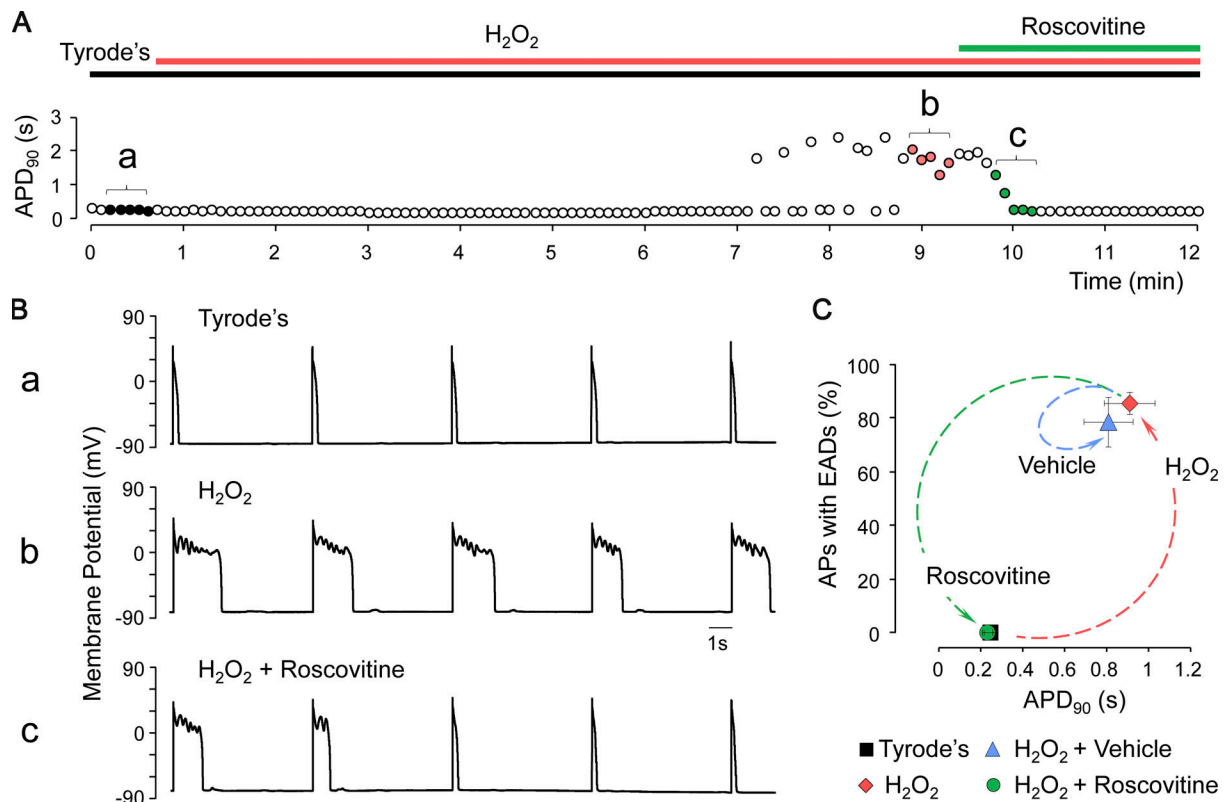 A
Roscovitine
H₂O₂
Tyrode's
APD₉₀ (s)
3
2
1
0
a
b
c
0 1 2 3 4 5 6 7 8 9 10 11 12
Time (min)
B
Membrane Potential (mV)
a
90
0
-90
Tyrode's
b
90
0
-90
H₂O₂
1s
c
90
0
-90
H₂O₂ + Roscovitine
C
APs with EADs (%)
100
80
60
40
20
0
Vehicle
H₂O₂
Roscovitine
0 0.2 0.4 0.6 0.8 1 1.2
APD₉₀ (s)
Tyrode's
H₂O₂ + Vehicle
H₂O₂
H₂O₂ + Roscovitine